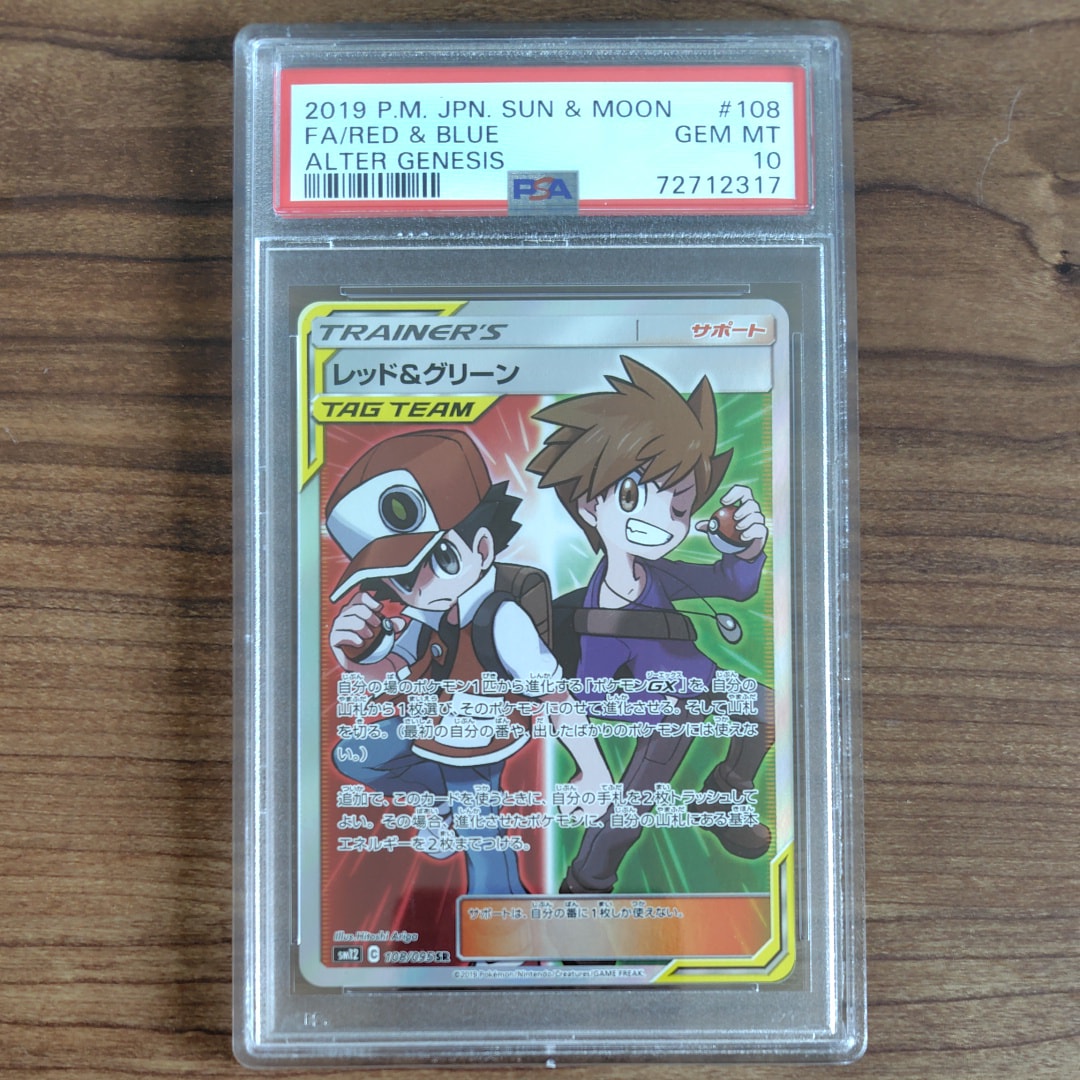 2019 P.M. JPN. SUN & MOON #108
FA/RED & BLUE GEM MT
ALTER GENESIS 10
PSA 72712317
TRAINER'S サポート
レッド&グリーン
TAG TEAM
自分の場のポケモン1匹から進化する「ポケモンGX」を、自分の
山札から1枚選び、そのポケモンにのせて進化させる。そして山札
を切る。(最初の自分の番や、出したばかりのポケモンには使えな
い。)
追加で、このカードを使うときに、自分の手札を2枚トラッシュして
よい。その場合、進化させたポケモンに、自分の山札にある基本
エネルギーを2枚までつける。
サポートは、自分の番に1枚しか使えない。
Illus. Hitoshi Ariga
sm12 C 108/095 SR
©2019 Pokémon/Nintendo/Creatures/GAME FREAK.